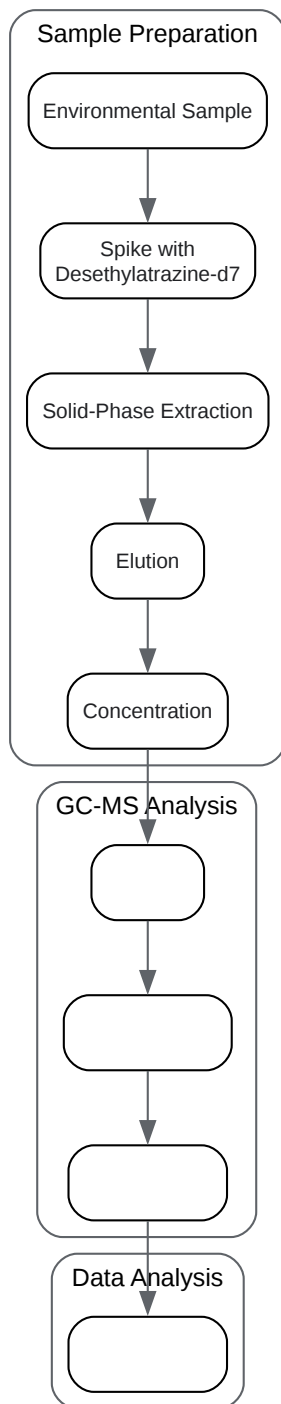 Sample Preparation
Environmental Sample
Spike with
Desethylatrazine-d7
Solid-Phase Extraction
Elution
Concentration
GC-MS Analysis
Data Analysis